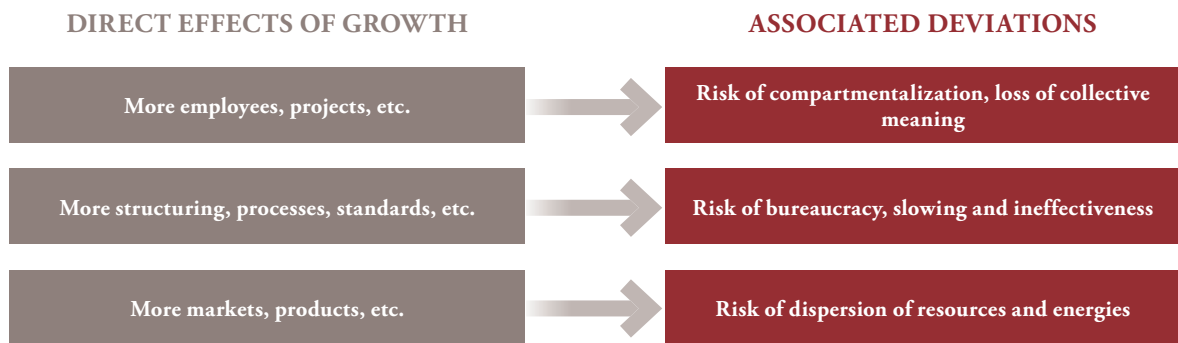 DIRECT EFFECTS OF GROWTH
ASSOCIATED DEVIATIONS
More employees, projects, etc.
Risk of compartmentalization, loss of collective
meaning
More structuring, processes, standards, etc.
Risk of bureaucracy, slowing and ineffectiveness
More markets, products, etc.
Risk of dispersion of resources and energies